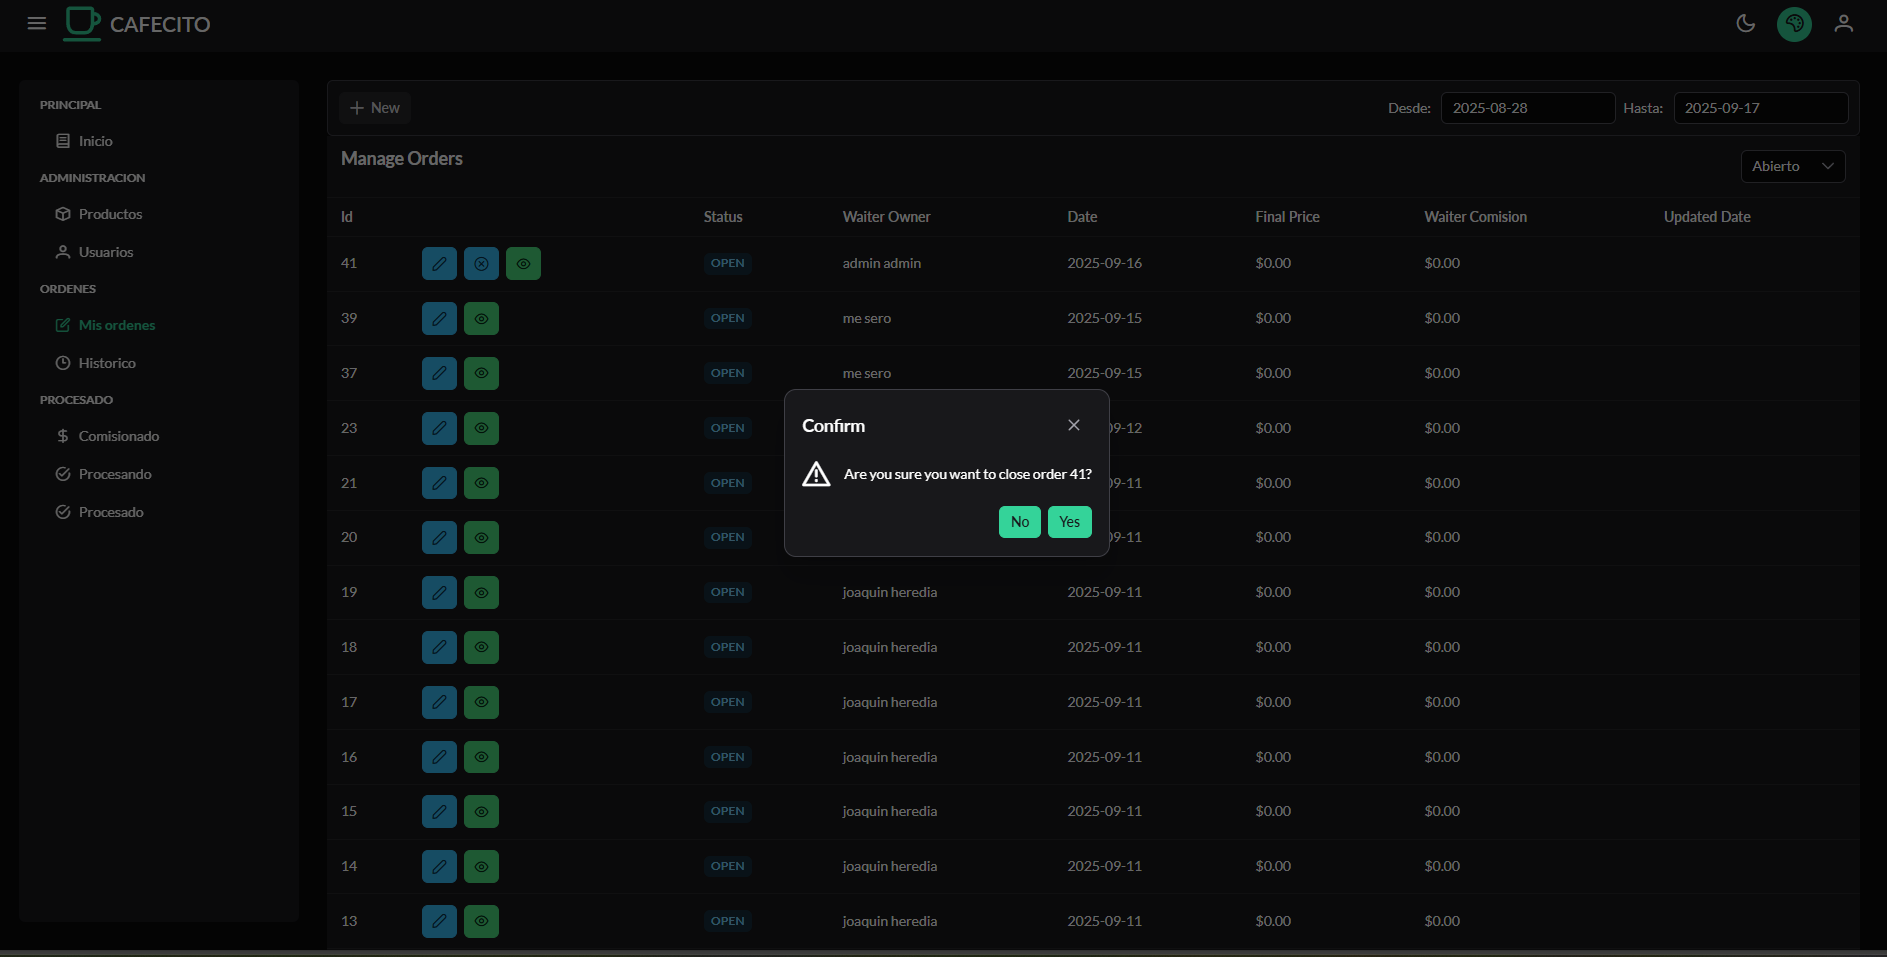 CAFECITO
PRINCIPAL
Inicio
ADMINISTRACION
Productos
Usuarios
ORDENES
Mis ordenes
Historico
PROCESADO
Comisionado
Procesando
Procesado
New
Desde: 2025-08-28 Hasta: 2025-09-17
Manage Orders
Abierto
Id Status Waiter Owner Date Final Price Waiter Comision Updated Date
41 OPEN admin admin 2025-09-16 $0.00 $0.00
39 OPEN me sero 2025-09-15 $0.00 $0.00
37 OPEN me sero 2025-09-15 $0.00 $0.00
23 OPEN 09-12 $0.00 $0.00
21 OPEN 09-11 $0.00 $0.00
20 OPEN 09-11 $0.00 $0.00
19 OPEN joaquin heredia 2025-09-11 $0.00 $0.00
18 OPEN joaquin heredia 2025-09-11 $0.00 $0.00
17 OPEN joaquin heredia 2025-09-11 $0.00 $0.00
16 OPEN joaquin heredia 2025-09-11 $0.00 $0.00
15 OPEN joaquin heredia 2025-09-11 $0.00 $0.00
14 OPEN joaquin heredia 2025-09-11 $0.00 $0.00
13 OPEN joaquin heredia 2025-09-11 $0.00 $0.00
Confirm
Are you sure you want to close order 41?
No Yes